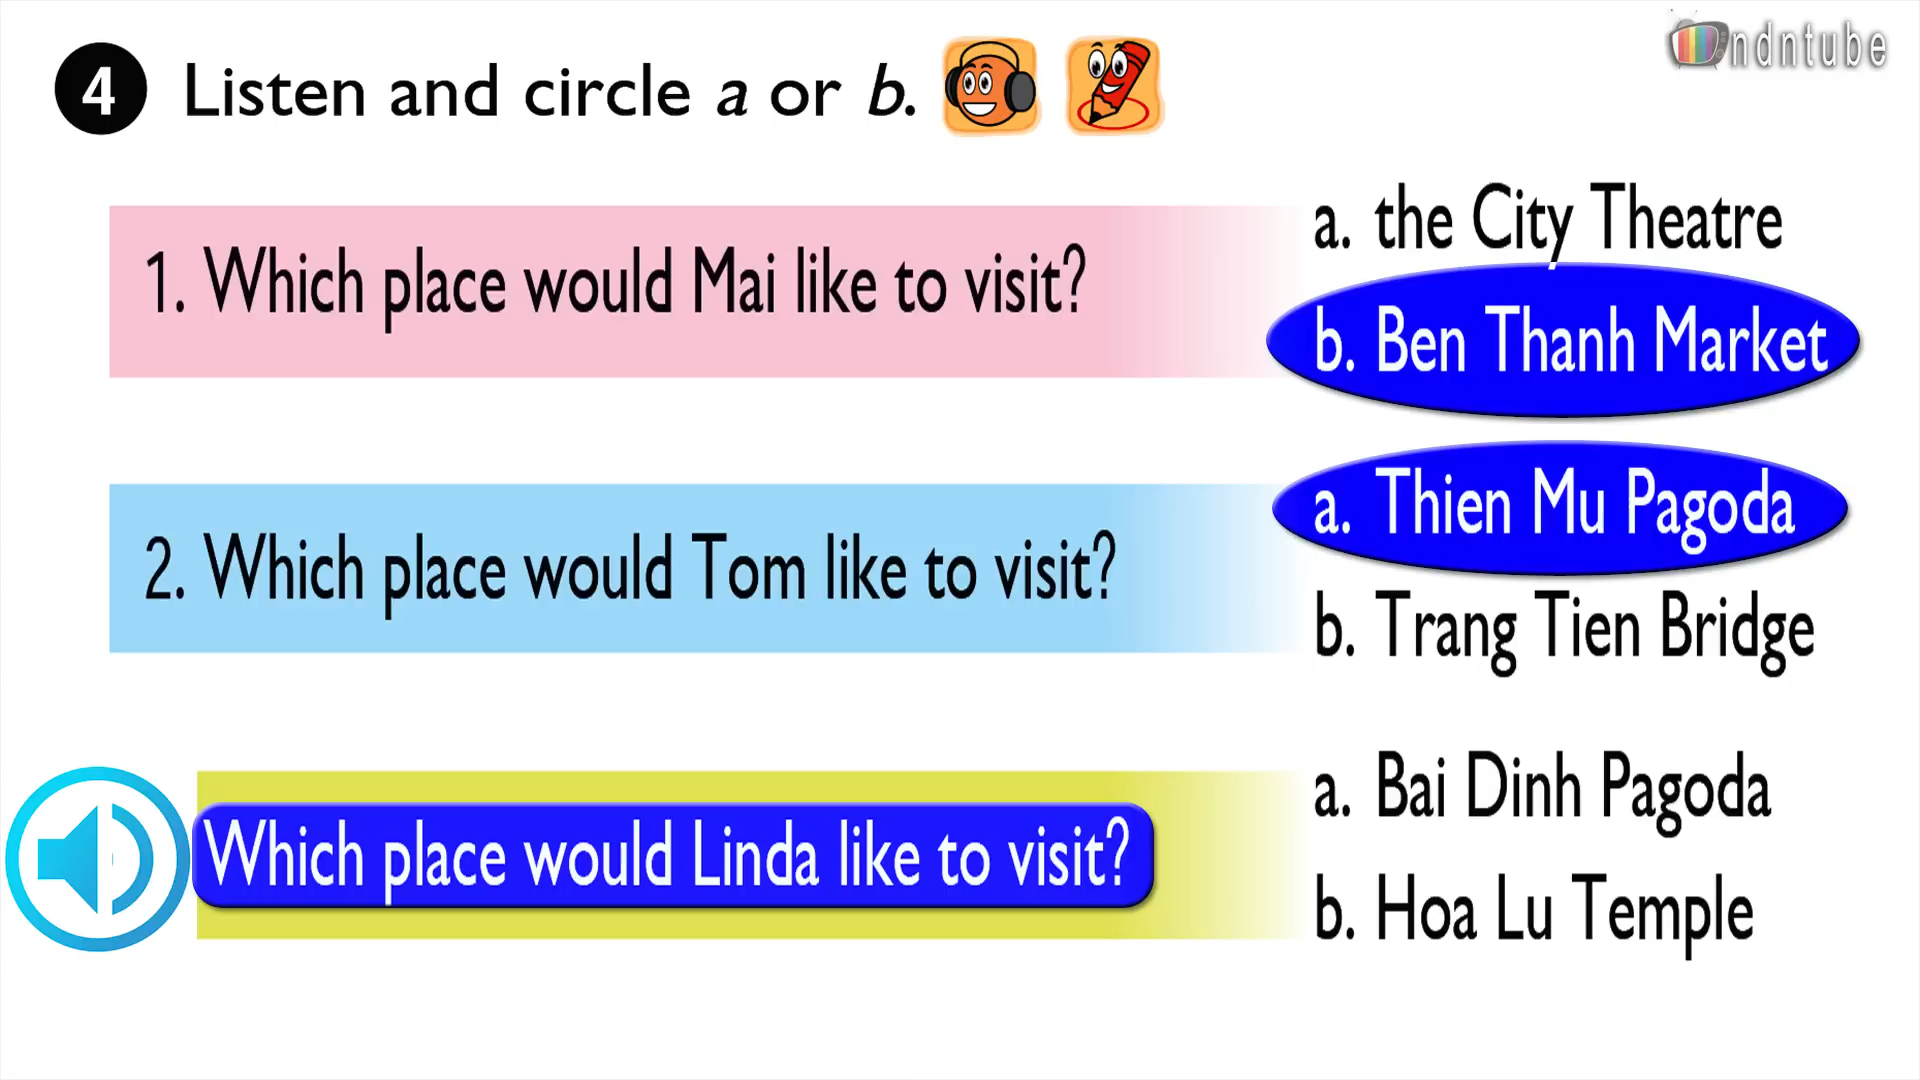 ndntube
4 Listen and circle a or b.
1. Which place would Mai like to visit?
a. the City Theatre
b. Ben Thanh Market
2. Which place would Tom like to visit?
a. Thien Mu Pagoda
b. Trang Tien Bridge
Which place would Linda like to visit?
a. Bai Dinh Pagoda
b. Hoa Lu Temple